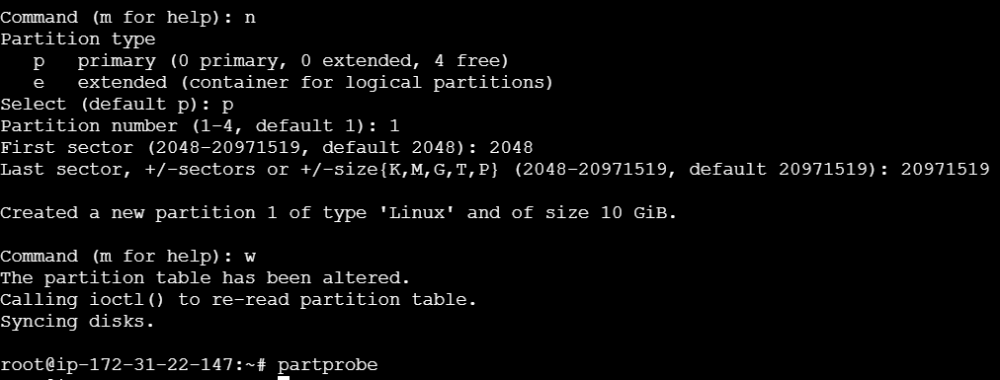 Command (m for help): n
Partition type
   p   primary (0 primary, 0 extended, 4 free)
   e   extended (container for logical partitions)
Select (default p): p
Partition number (1-4, default 1): 1
First sector (2048-20971519, default 2048): 2048
Last sector, +/-sectors or +/-size{K,M,G,T,P} (2048-20971519, default 20971519): 20971519

Created a new partition 1 of type 'Linux' and of size 10 GiB.

Command (m for help): w
The partition table has been altered.
Calling ioctl() to re-read partition table.
Syncing disks.

root@ip-172-31-22-147:~# partprobe